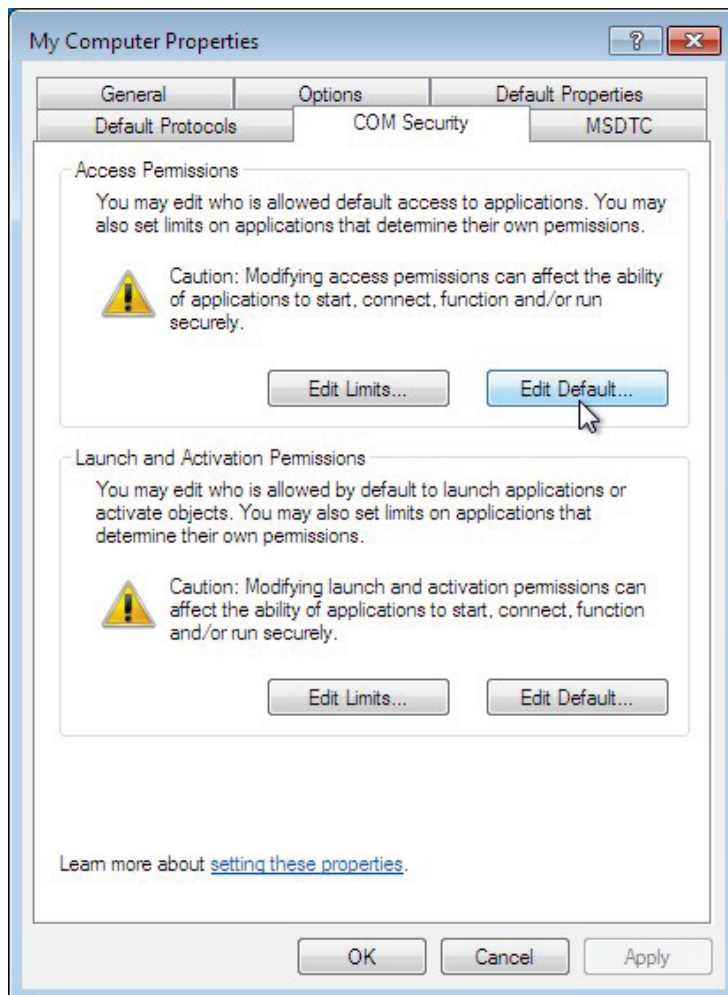 My Computer Properties
General Options Default Properties
Default Protocols COM Security MSDTC
Access Permissions
You may edit who is allowed default access to applications. You may
also set limits on applications that determine their own permissions.
Caution: Modifying access permissions can affect the ability
of applications to start, connect, function and/or run
securely.
Edit Limits... Edit Default...
Launch and Activation Permissions
You may edit who is allowed by default to launch applications or
activate objects. You may also set limits on applications that
determine their own permissions.
Caution: Modifying launch and activation permissions can
affect the ability of applications to start, connect, function
and/or run securely.
Edit Limits... Edit Default...
Learn more about setting these properties.
OK Cancel Apply